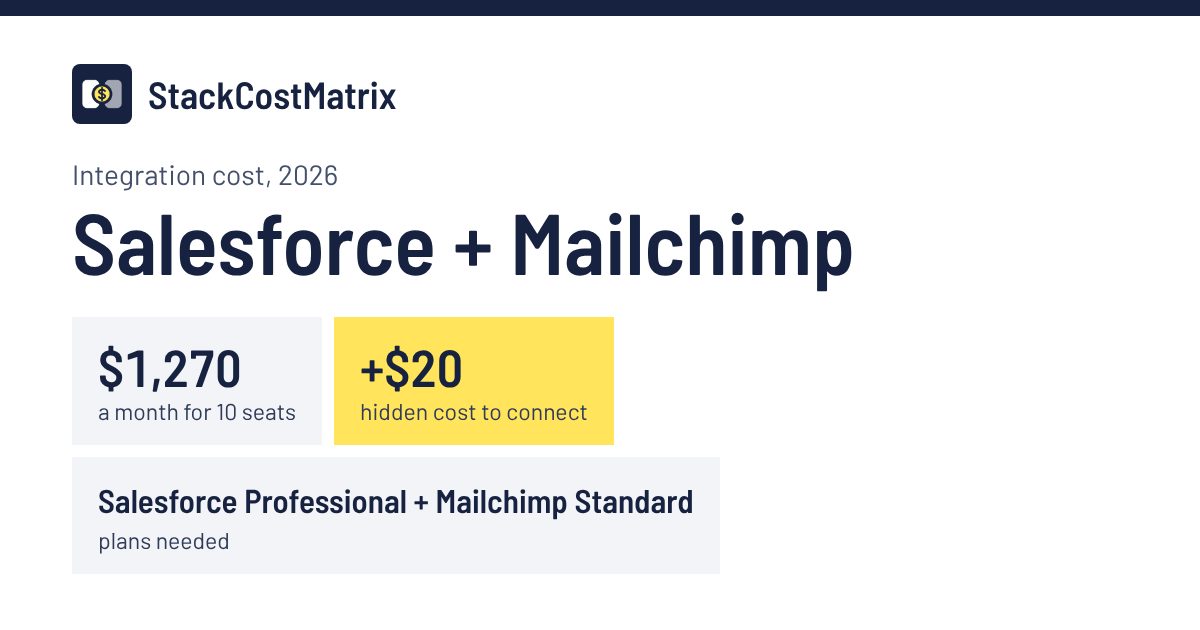 StackCostMatrix
Integration cost, 2026
Salesforce + Mailchimp
$1,270
a month for 10 seats
+$20
hidden cost to connect
Salesforce Professional + Mailchimp Standard
plans needed